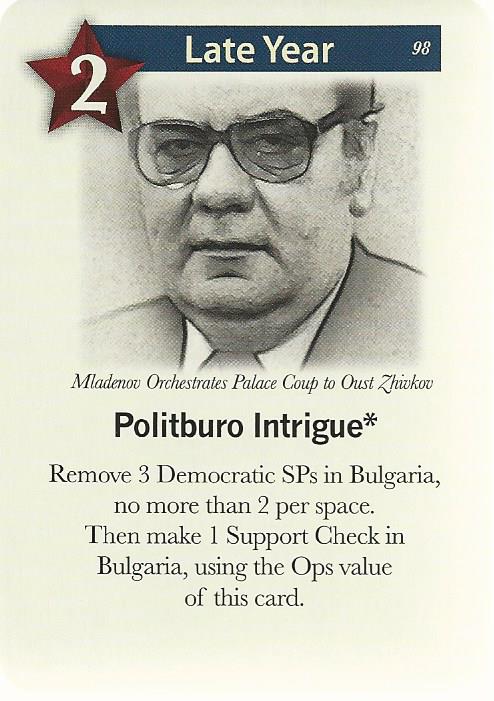 2
Late Year
98
Mladenov Orchestrates Palace Coup to Oust Zhivkov
Politburo Intrigue*
Remove 3 Democratic SPs in Bulgaria,
no more than 2 per space.
Then make 1 Support Check in
Bulgaria, using the Ops value
of this card.